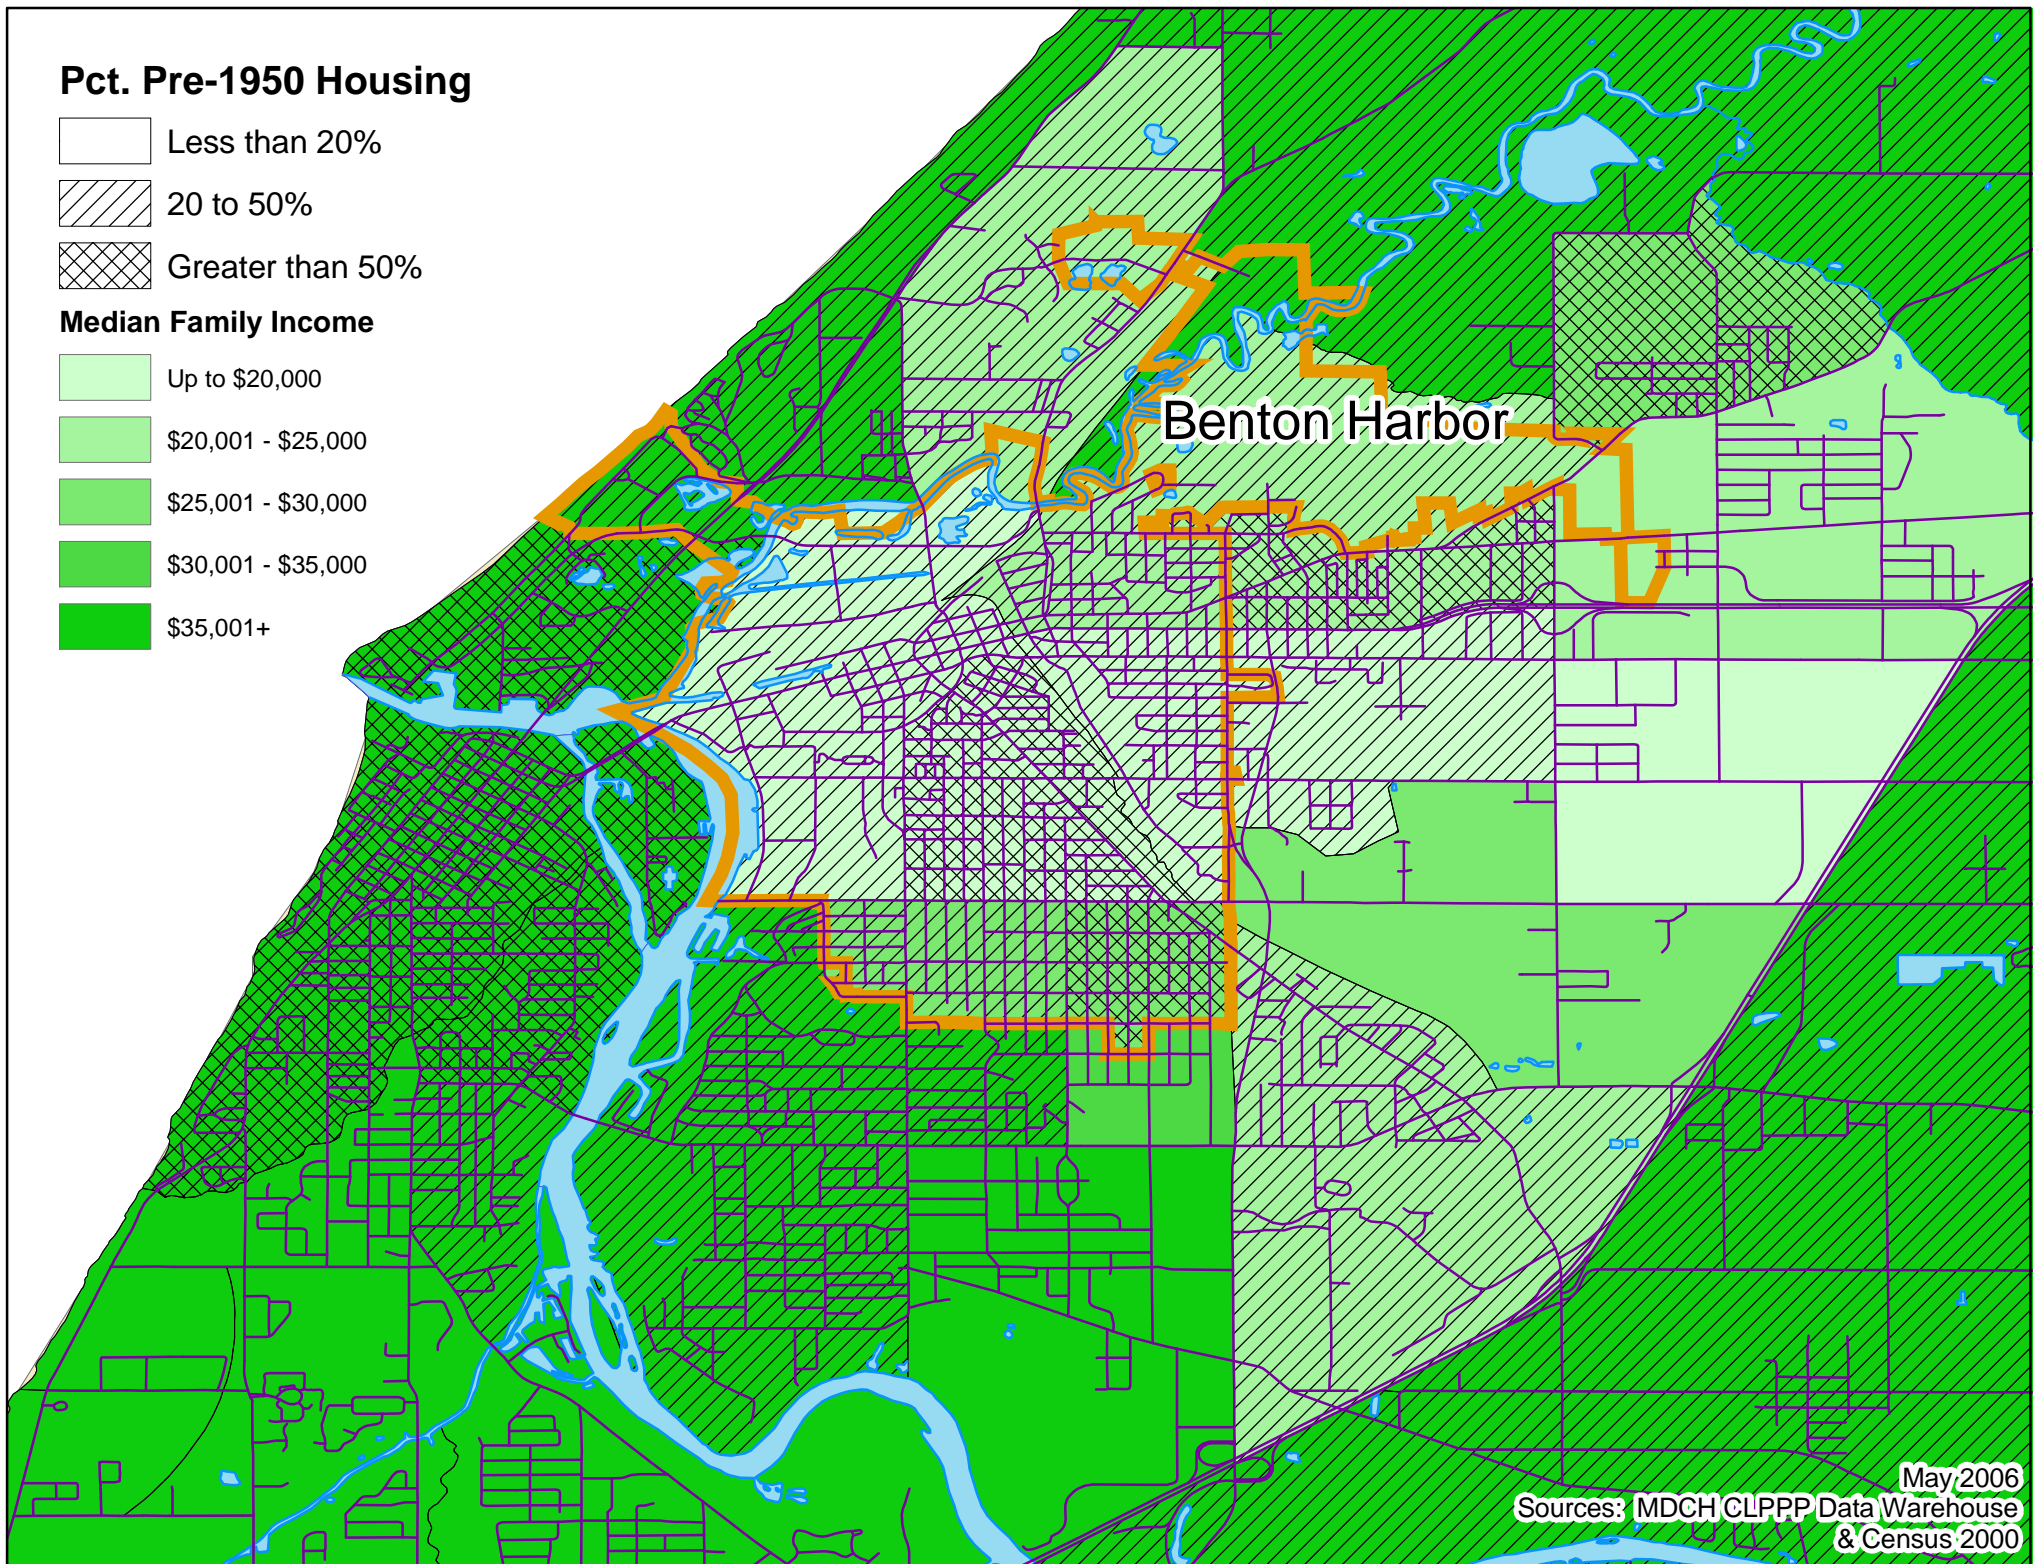 Pct. Pre-1950 Housing
Less than 20%
20 to 50%
Greater than 50%
Median Family Income
Up to $20,000
$20,001 - $25,000
$25,001 - $30,000
$30,001 - $35,000
$35,001+
Benton Harbor
May 2006
Sources: MDCH CLPPP Data Warehouse
& Census 2000